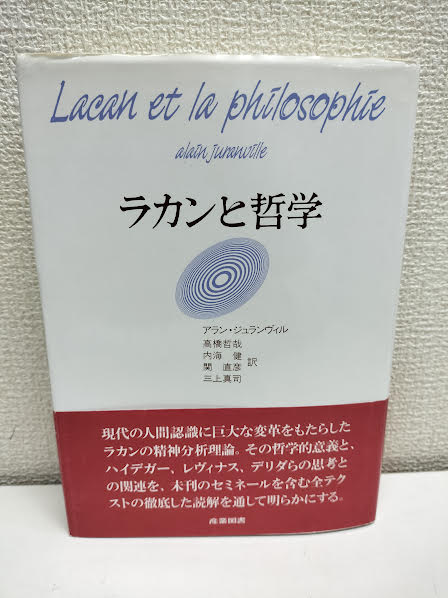 Lacan et la philosophie
alain juranville
ラカンと哲学
アラン・ジュランヴィル
高橋哲哉
内海 健
関 直彦
三上真司
訳
現代の人間認識に巨大な変革をもたらした
ラカンの精神分析理論。その哲学的意義と、
ハイデガー、レヴィナス、デリダらの思考と
の関連を、未刊のセミネールを含む全テク
ストの徹底した読解を通して明らかにする。
産業図書